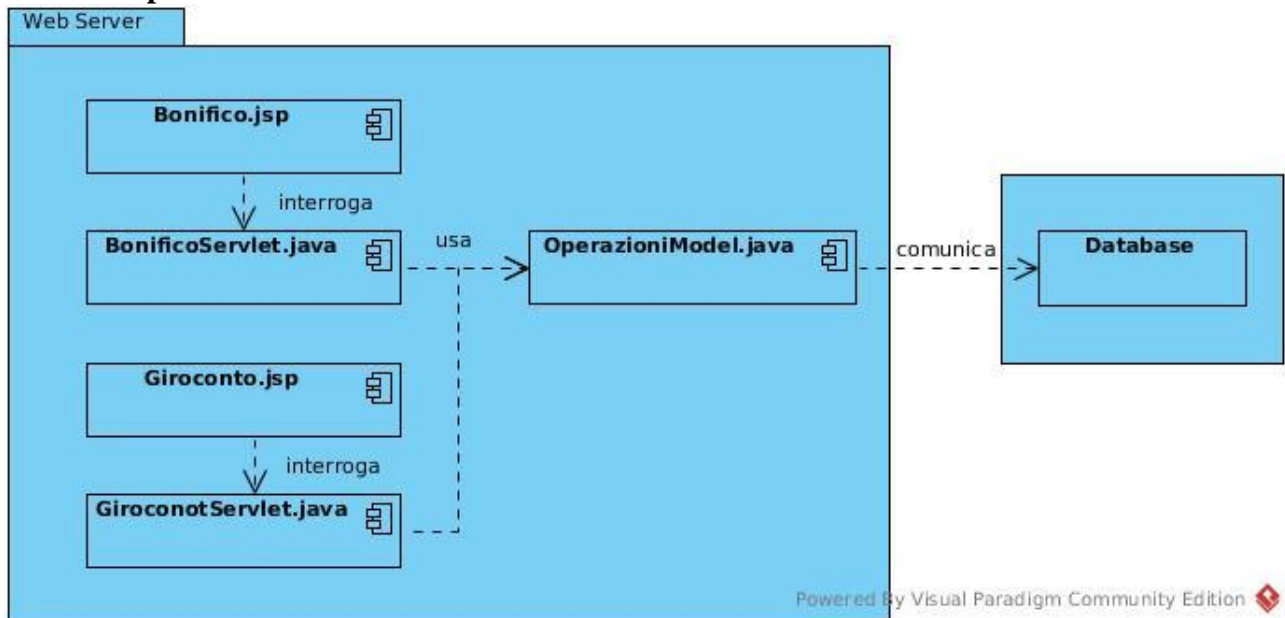 Web Server
Bonifico.jsp
interroga
BonificoServlet.java
usa
OperazioniModel.java
comunica
Database
Giroconto.jsp
interroga
GiroconotServlet.java
Powered By Visual Paradigm Community Edition